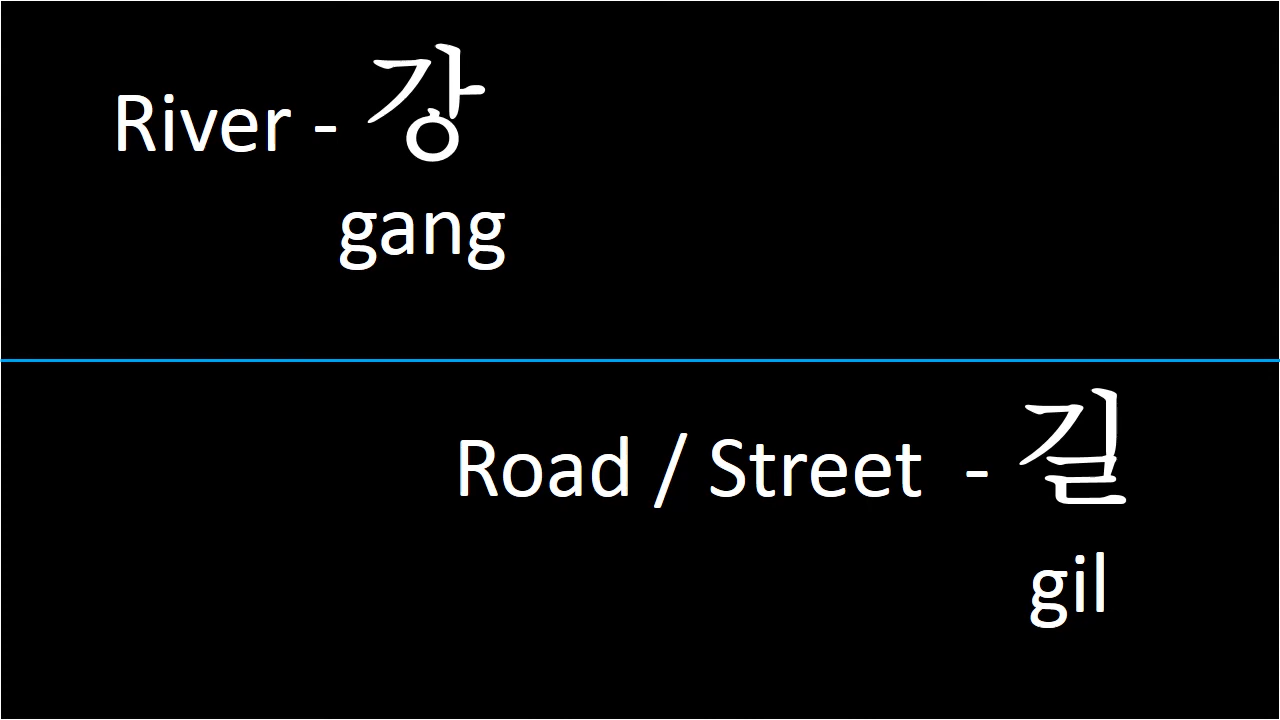 River - 강
gang
Road / Street - 길
gil